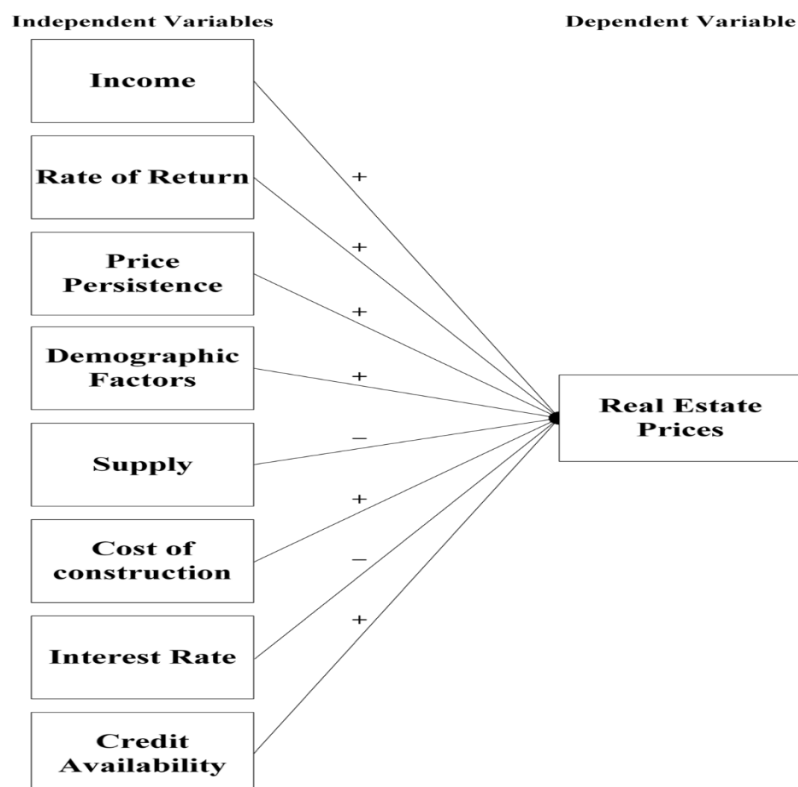 Independent Variables
Dependent Variable
Income
+
Rate of Return
+
Price
Persistence
+
Demographic
Factors
+
Real Estate
Prices
Supply
−
Cost of
construction
+
Interest Rate
−
Credit
Availability
+